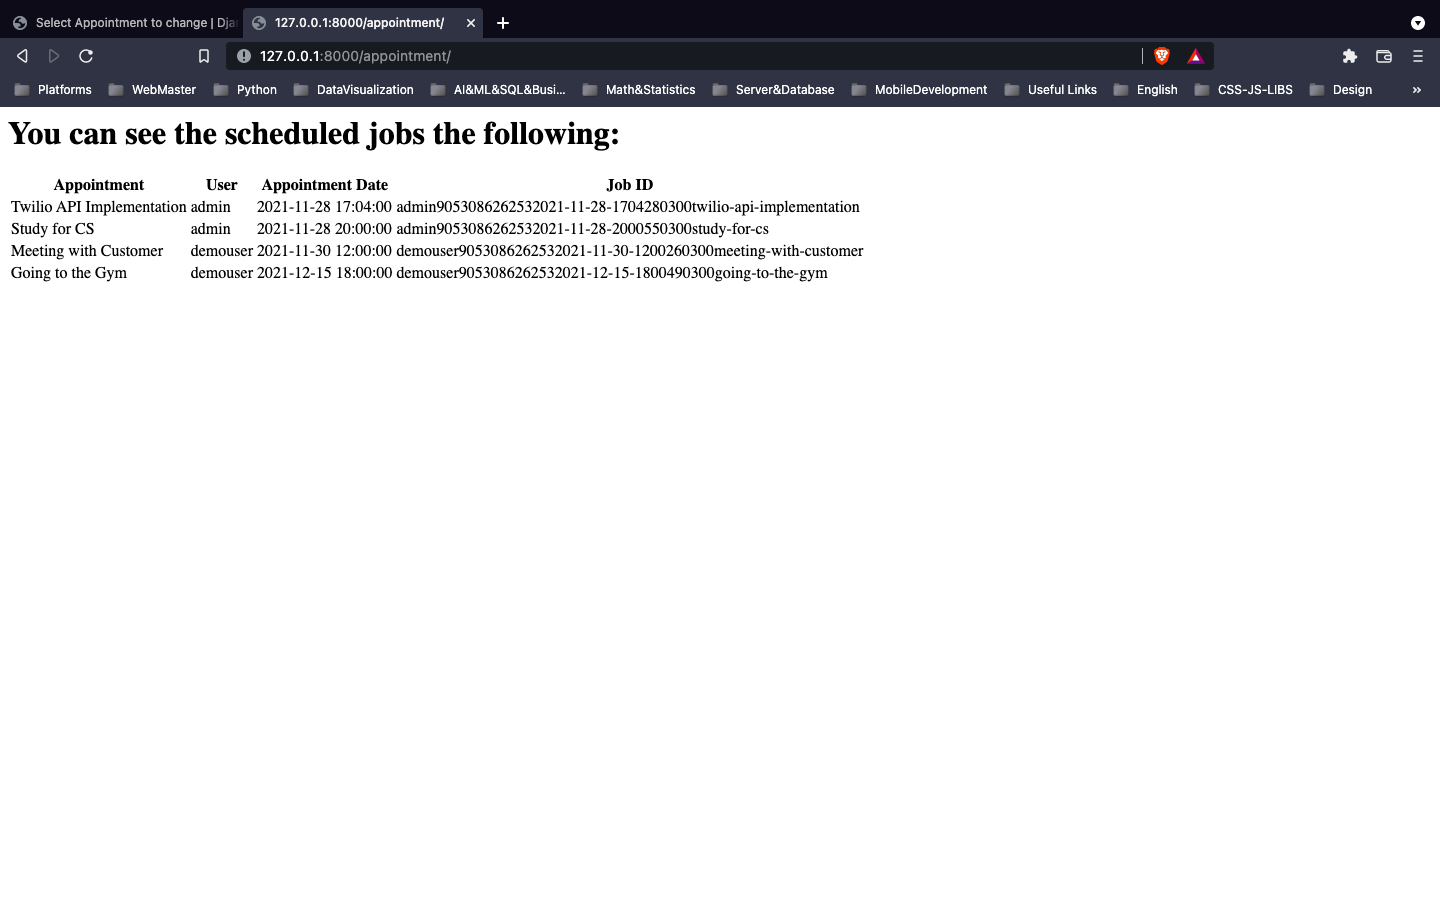 Select Appointment to change | Djan
127.0.0.1:8000/appointment/
127.0.0.1:8000/appointment/
Platforms WebMaster Python DataVisualization AI&ML&SQL&Busi... Math&Statistics Server&Database MobileDevelopment Useful Links English CSS-JS-LIBS Design »
You can see the scheduled jobs the following:
Appointment User Appointment Date Job ID
Twilio API Implementation admin 2021-11-28 17:04:00 admin9053086262532021-11-28-1704280300twilio-api-implementation
Study for CS admin 2021-11-28 20:00:00 admin9053086262532021-11-28-2000550300study-for-cs
Meeting with Customer demouser 2021-11-30 12:00:00 demouser9053086262532021-11-30-1200260300meeting-with-customer
Going to the Gym demouser 2021-12-15 18:00:00 demouser9053086262532021-12-15-1800490300going-to-the-gym